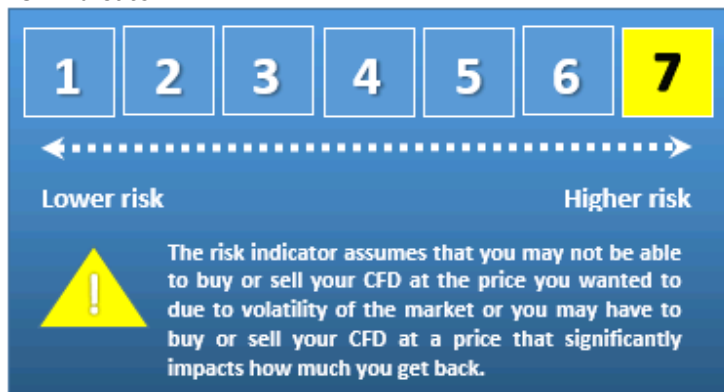 1 2 3 4 5 6 7
Lower risk Higher risk
!
The risk indicator assumes that you may not be able
to buy or sell your CFD at the price you wanted to
due to volatility of the market or you may have to
buy or sell your CFD at a price that significantly
impacts how much you get back.